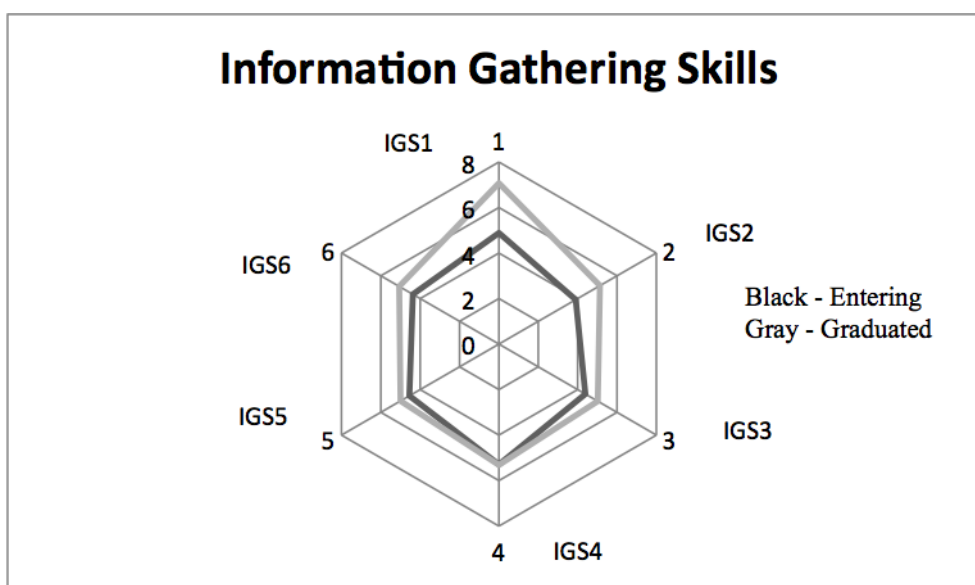 Information Gathering Skills
IGS1
1
8
6
4
2
0
IGS2
2
Black - Entering
Gray - Graduated
IGS3
3
IGS4
4
IGS5
5
IGS6
6